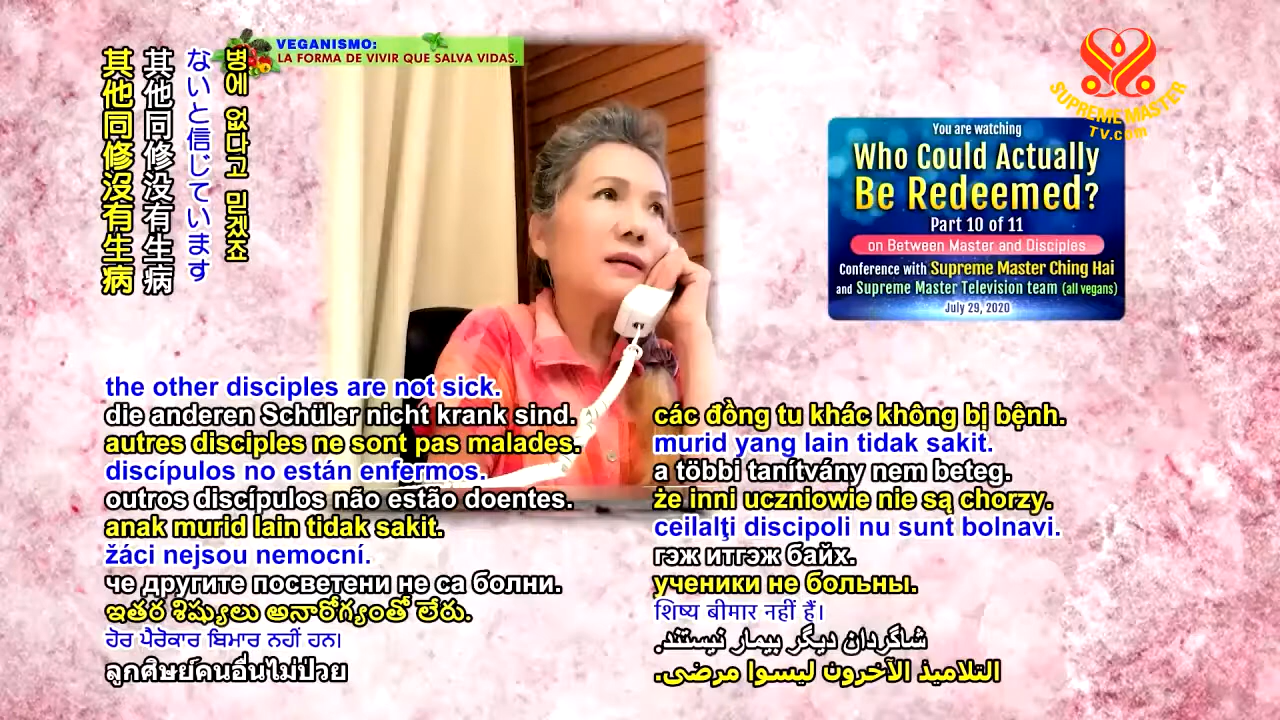 VEGANISMO:
LA FORMA DE VIVIR QUE SALVA VIDAS.
SUPREME MASTER
TV.com
You are watching
Who Could Actually
Be Redeemed?
Part 10 of 11
on Between Master and Disciples
Conference with Supreme Master Ching Hai
and Supreme Master Television team (all vegans)
July 29, 2020
其他同修沒有生病
其他同修没有生病
ないと信じています
병에 없다고 믿겠죠
the other disciples are not sick.
die anderen Schüler nicht krank sind.
autres disciples ne sont pas malades.
discípulos no están enfermos.
outros discípulos não estão doentes.
anak murid lain tidak sakit.
žáci nejsou nemocní.
че другите посветени не са болни.
ఇతర శిష్యులు అనారోగ్యంతో లేరు.
ਹੋਰ ਪੈਰੋਕਾਰ ਬਿਮਾਰ ਨਹੀਂ ਹਨ।
ลูกศิษย์คนอื่นไม่ป่วย
các đồng tu khác không bị bệnh.
murid yang lain tidak sakit.
a többi tanítvány nem beteg.
że inni uczniowie nie są chorzy.
ceilalţi discipoli nu sunt bolnavi.
гэж итгэж байх.
ученики не больны.
शिष्य बीमार नहीं हैं।
شاگردان دیگر بیمار نیستند.
التلاميذ الآخرون ليسوا مرضى.